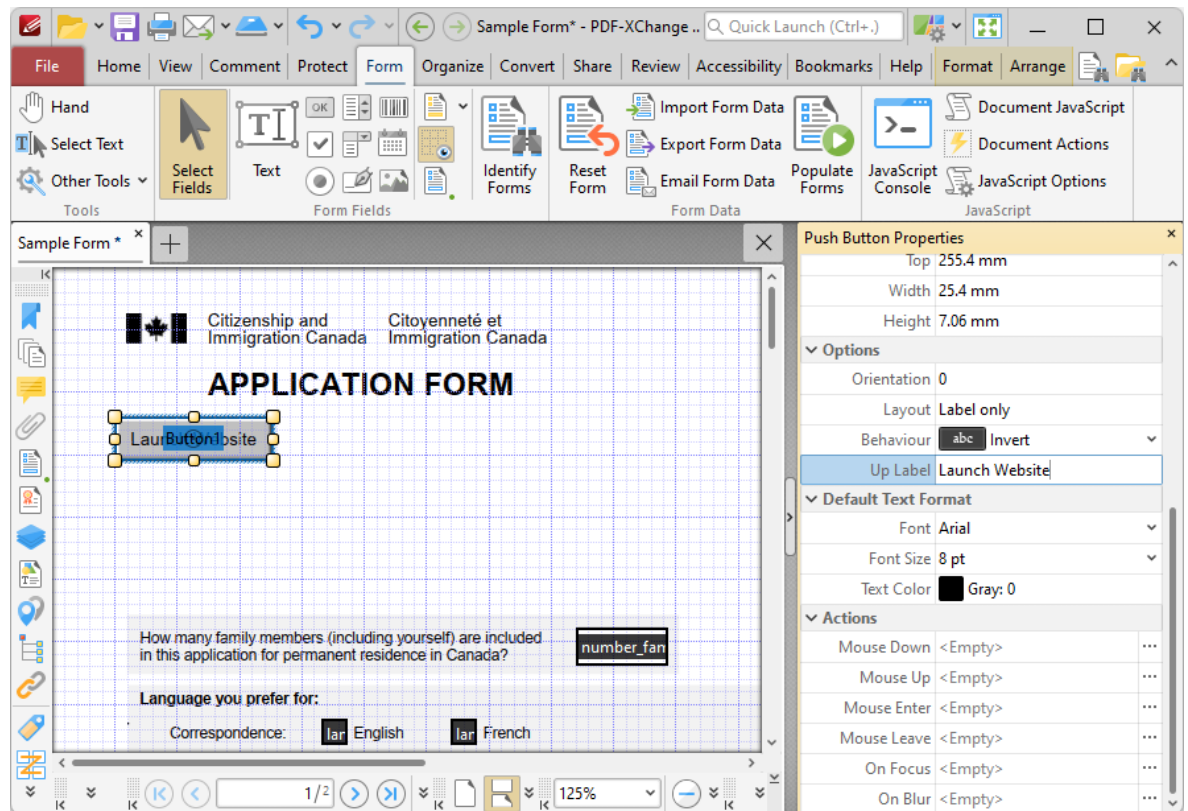 Sample Form* - PDF-XChange ..
Quick Launch (Ctrl+.)
File Home View Comment Protect Form Organize Convert Share Review Accessibility Bookmarks Help Format Arrange
Hand
Select Text
Other Tools
Tools
Select Fields
Text
OK
Form Fields
Identify Forms
Reset Form
Import Form Data
Export Form Data
Email Form Data
Populate Forms
Form Data
JavaScript Console
Document JavaScript
Document Actions
JavaScript Options
JavaScript
Sample Form *
Citizenship and
Immigration Canada
Citoyenneté et
Immigration Canada
APPLICATION FORM
Button1
How many family members (including yourself) are included
in this application for permanent residence in Canada?
number_fan
Language you prefer for:
Correspondence: lar English lar French
1/2
125%
Push Button Properties
Top 255.4 mm
Width 25.4 mm
Height 7.06 mm
Options
Orientation 0
Layout Label only
Behaviour abc Invert
Up Label Launch Website
Default Text Format
Font Arial
Font Size 8 pt
Text Color Gray: 0
Actions
Mouse Down <Empty> ...
Mouse Up <Empty> ...
Mouse Enter <Empty> ...
Mouse Leave <Empty> ...
On Focus <Empty> ...
On Blur <Empty> ...